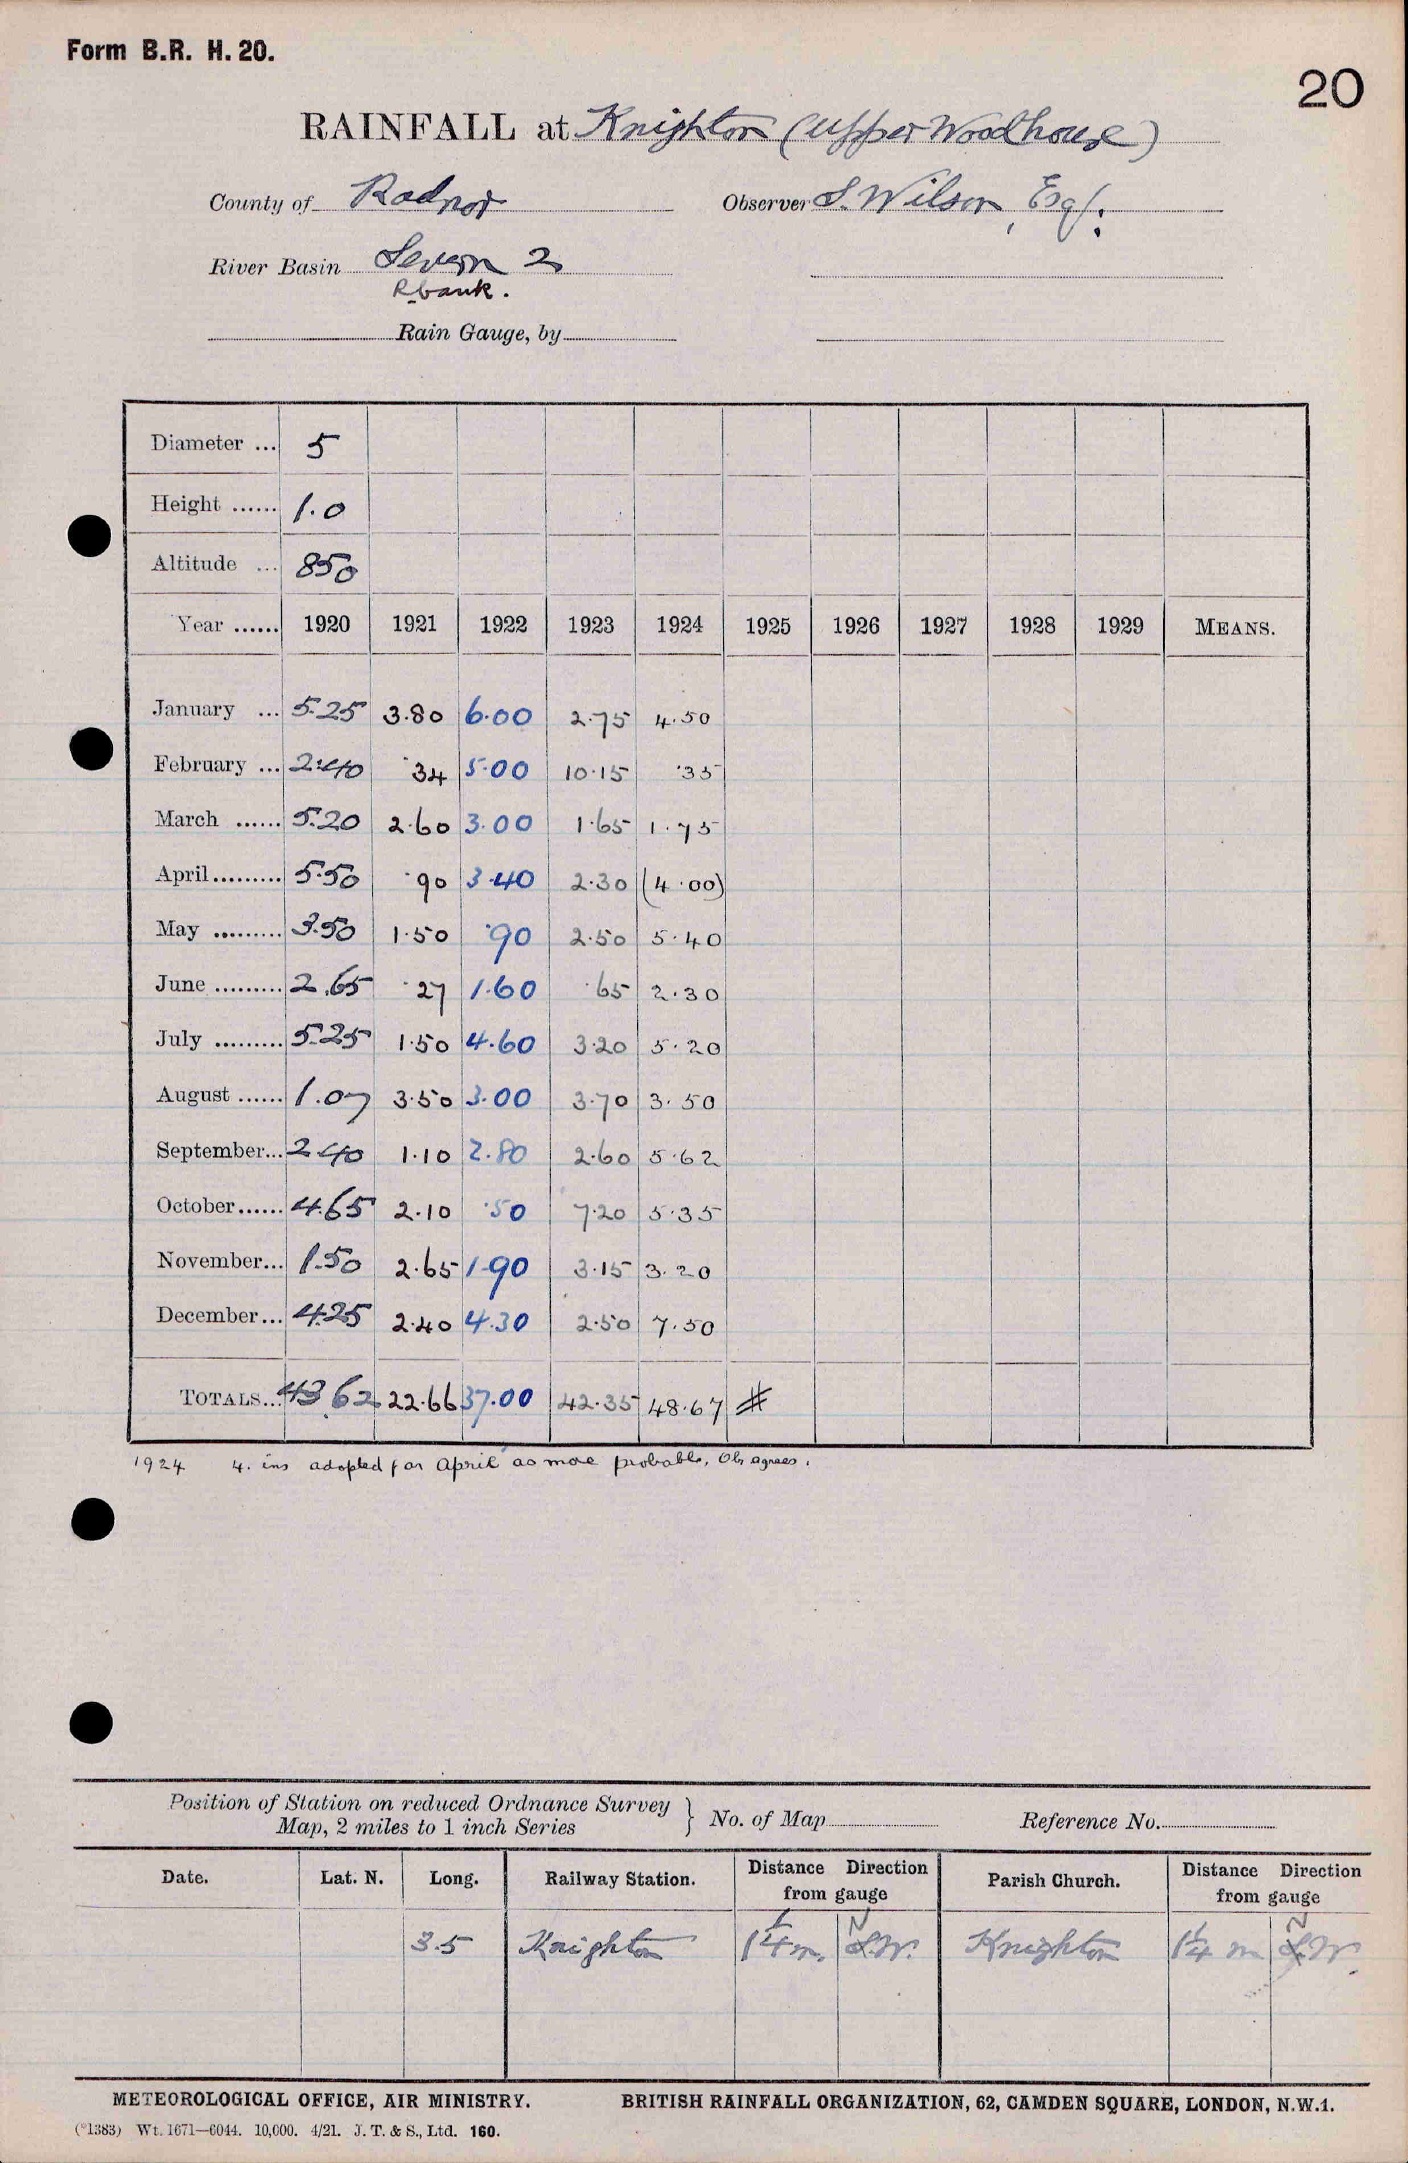 Form B.R. H. 20.
20
RAINFALL at Knighton (Upper Woodhouse)
County of Radnor Observer S. Wilson, Esq.
River Basin Severn 2
R bank.
Rain Gauge, by
Diameter ... 5
Height ...... 1.0
Altitude ... 850
Year ...... 1920 1921 1922 1923 1924 1925 1926 1927 1928 1929 MEANS.
January ... 5.25 3.80 6.00 2.75 4.50
February ... 2.40 .34 5.00 10.15 .35
March ...... 5.20 2.60 3.00 1.65 1.75
April ......... 5.50 .90 3.40 2.30 (4.00)
May ......... 3.50 1.50 .90 2.50 5.40
June ......... 2.65 .27 1.60 .65 2.30
July ......... 5.25 1.50 4.60 3.20 5.20
August ...... 1.07 3.50 3.00 3.70 3.50
September... 2.40 1.10 2.80 2.60 5.62
October...... 4.65 2.10 .50 7.20 5.35
November... 1.50 2.65 1.90 3.15 3.20
December... 4.25 2.40 4.30 2.50 7.50
TOTALS... 43.62 22.66 37.00 42.35 48.67 #
1924 4. ins adopted for April as more probable. Ob. agrees.
Position of Station on reduced Ordnance Survey
Map, 2 miles to 1 inch Series } No. of Map Reference No.
Date. Lat. N. Long. Railway Station. Distance Direction from gauge Parish Church. Distance Direction from gauge
3.5 Knighton 1¼ m. N.W. Knighton 1¼ m N.W.
METEOROLOGICAL OFFICE, AIR MINISTRY. BRITISH RAINFALL ORGANIZATION, 62, CAMDEN SQUARE, LONDON, N.W.1.
(*1383) Wt. 1671—6044. 10,000. 4/21. J. T. & S., Ltd. 160.